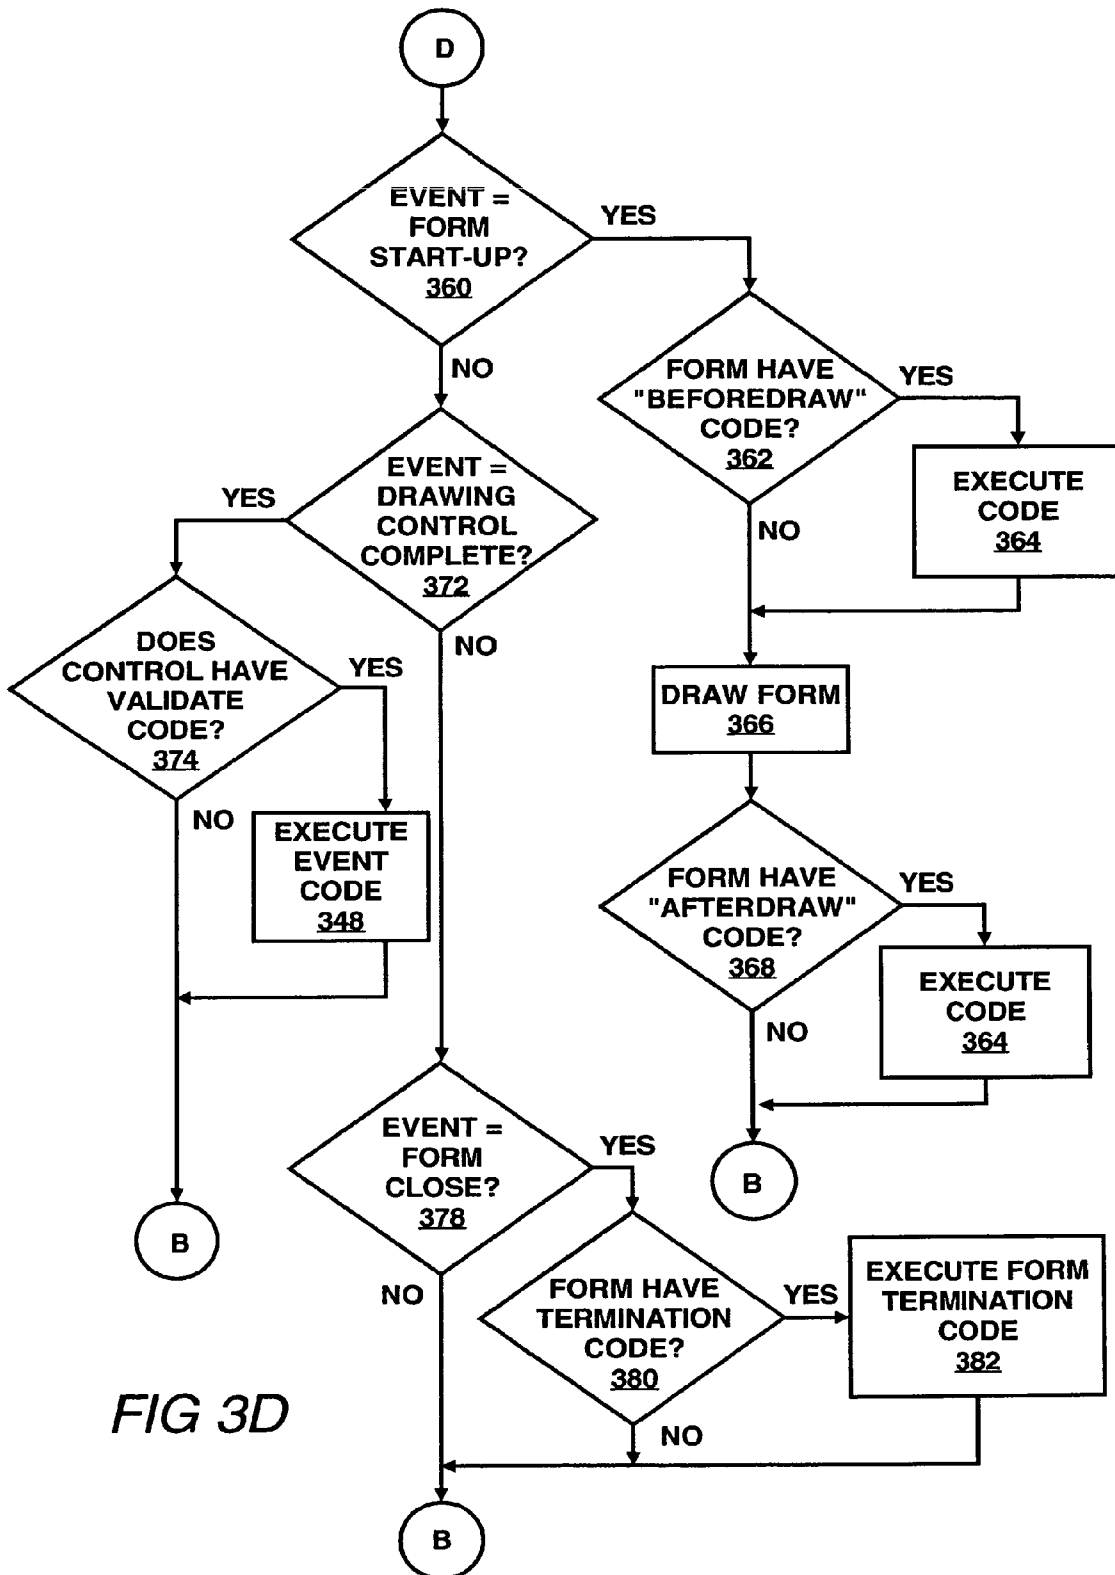 D
EVENT =
FORM
START-UP?
360
YES
NO
FORM HAVE
"BEFOREDRAW"
CODE?
362
YES
NO
EXECUTE
CODE
364
EVENT =
DRAWING
CONTROL
COMPLETE?
372
YES
NO
DOES
CONTROL HAVE
VALIDATE
CODE?
374
YES
NO
EXECUTE
EVENT
CODE
348
B
DRAW FORM
366
FORM HAVE
"AFTERDRAW"
CODE?
368
YES
NO
EXECUTE
CODE
364
B
EVENT =
FORM
CLOSE?
378
YES
NO
FORM HAVE
TERMINATION
CODE?
380
YES
NO
EXECUTE FORM
TERMINATION
CODE
382
B
FIG 3D